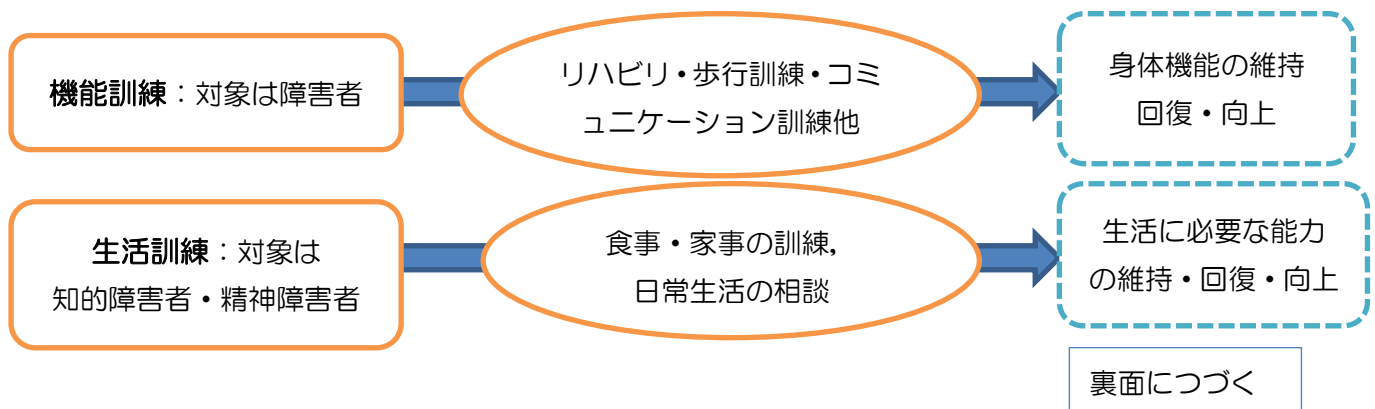 機能訓練：対象は障害者
リハビリ・歩行訓練・コミ
ュニケーション訓練他
身体機能の維持
回復・向上
生活訓練：対象は
知的障害者・精神障害者
食事・家事の訓練，
日常生活の相談
生活に必要な能力
の維持・回復・向上
裏面につづく